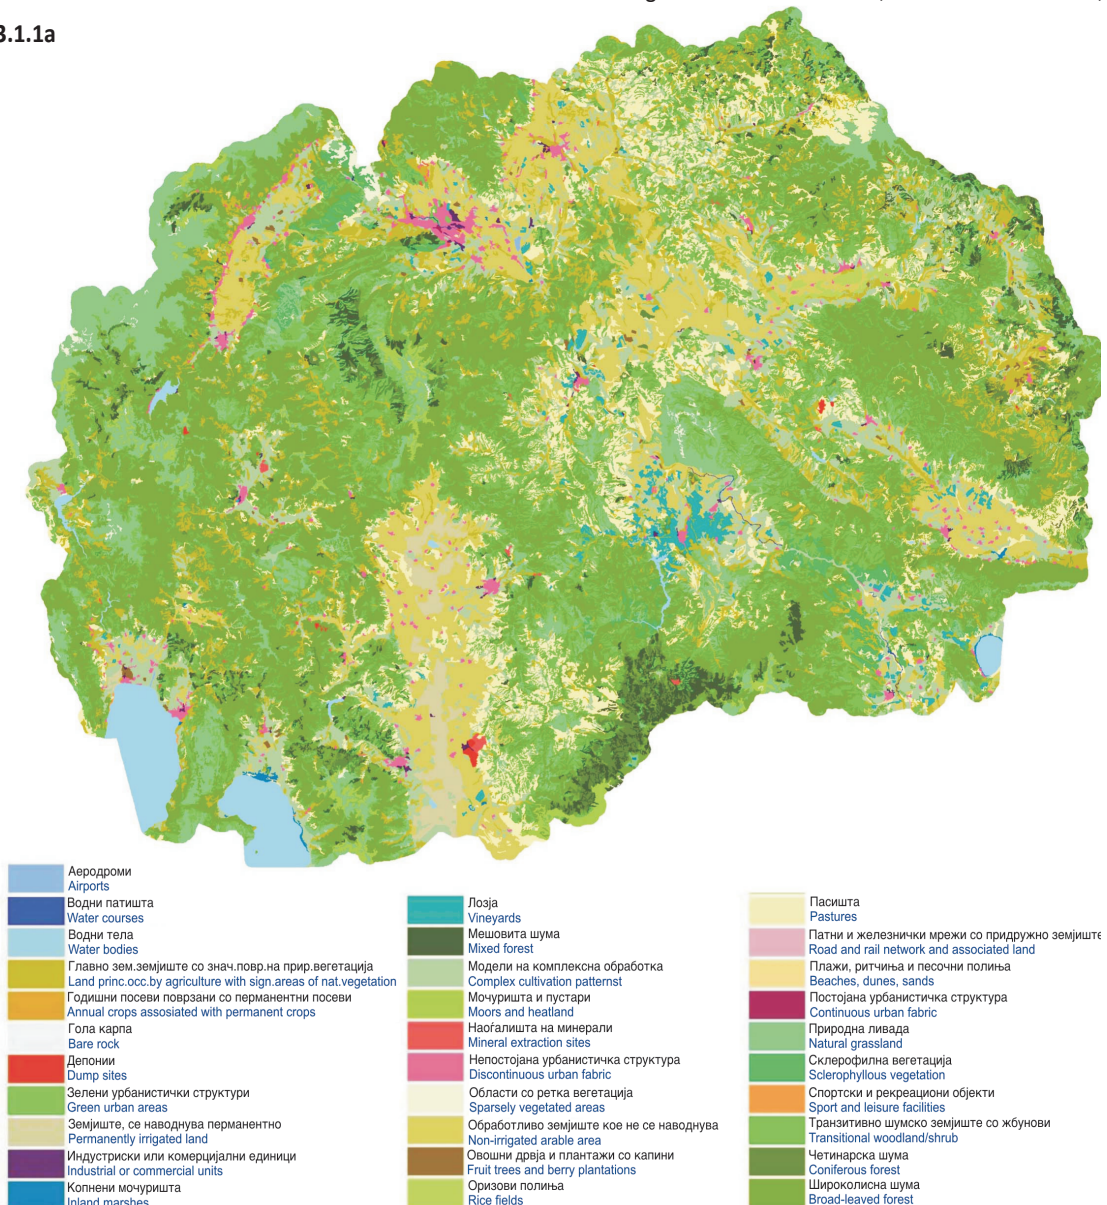 3.1.1a
Аеродроми
Airports
Водни патишта
Water courses
Водни тела
Water bodies
Главно зем.земјиште со знач.повр.на прир.вегетација
Land princ.occ.by agriculture with sign.areas of nat.vegetation
Годишни посеви поврзани со перманентни посеви
Annual crops assosiated with permanent crops
Гола карпа
Bare rock
Депонии
Dump sites
Зелени урбанистички структури
Green urban areas
Земјиште, се наводнува перманентно
Permanently irrigated land
Индустриски или комерцијални единици
Industrial or commercial units
Копнени мочуришта
Inland marshes
Лозја
Vineyards
Мешовита шума
Mixed forest
Модели на комплексна обработка
Complex cultivation patternst
Мочуришта и пустари
Moors and heatland
Наоѓалишта на минерали
Mineral extraction sites
Непостојана урбанистичка структура
Discontinuous urban fabric
Области со ретка вегетација
Sparsely vegetated areas
Обработливо земјиште кое не се наводнува
Non-irrigated arable area
Овошни дрвја и плантажи со капини
Fruit trees and berry plantations
Оризови полиња
Rice fields
Пасишта
Pastures
Патни и железнички мрежи со придружно земјиште
Road and rail network and associated land
Плажи, ритчиња и песочни полиња
Beaches, dunes, sands
Постојана урбанистичка структура
Continuous urban fabric
Природна ливада
Natural grassland
Склерофилна вегетација
Sclerophyllous vegetation
Спортски и рекреациони објекти
Sport and leisure facilities
Транзитивно шумско земјиште со жбунови
Transitional woodland/shrub
Четинарска шума
Coniferous forest
Широколисна шума
Broad-leaved forest